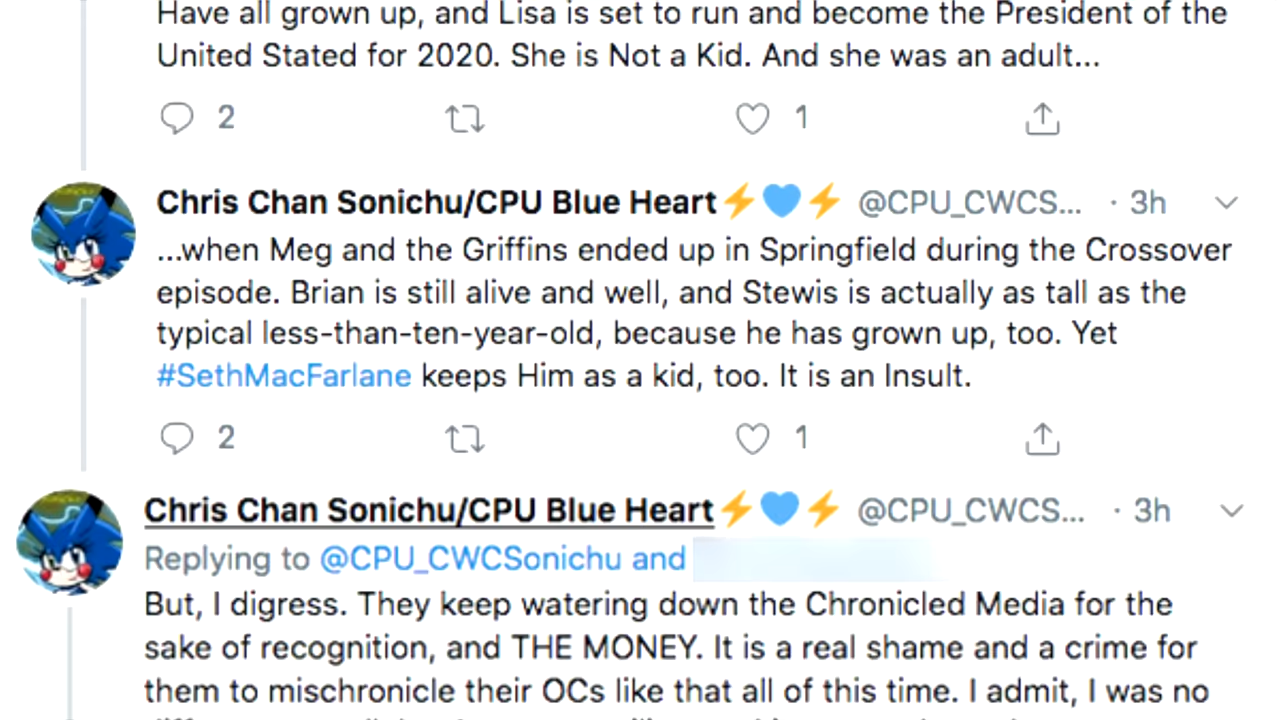 Have all grown up, and Lisa is set to run and become the President of the
United Stated for 2020. She is Not a Kid. And she was an adult...
2 1
Chris Chan Sonichu/CPU Blue Heart⚡💙⚡ @CPU_CWCS... · 3h
...when Meg and the Griffins ended up in Springfield during the Crossover
episode. Brian is still alive and well, and Stewis is actually as tall as the
typical less-than-ten-year-old, because he has grown up, too. Yet
#SethMacFarlane keeps Him as a kid, too. It is an Insult.
2 1
Chris Chan Sonichu/CPU Blue Heart⚡💙⚡ @CPU_CWCS... · 3h
Replying to @CPU_CWCSonichu and
But, I digress. They keep watering down the Chronicled Media for the
sake of recognition, and THE MONEY. It is a real shame and a crime for
them to mischronicle their OCs like that all of this time. I admit, I was no